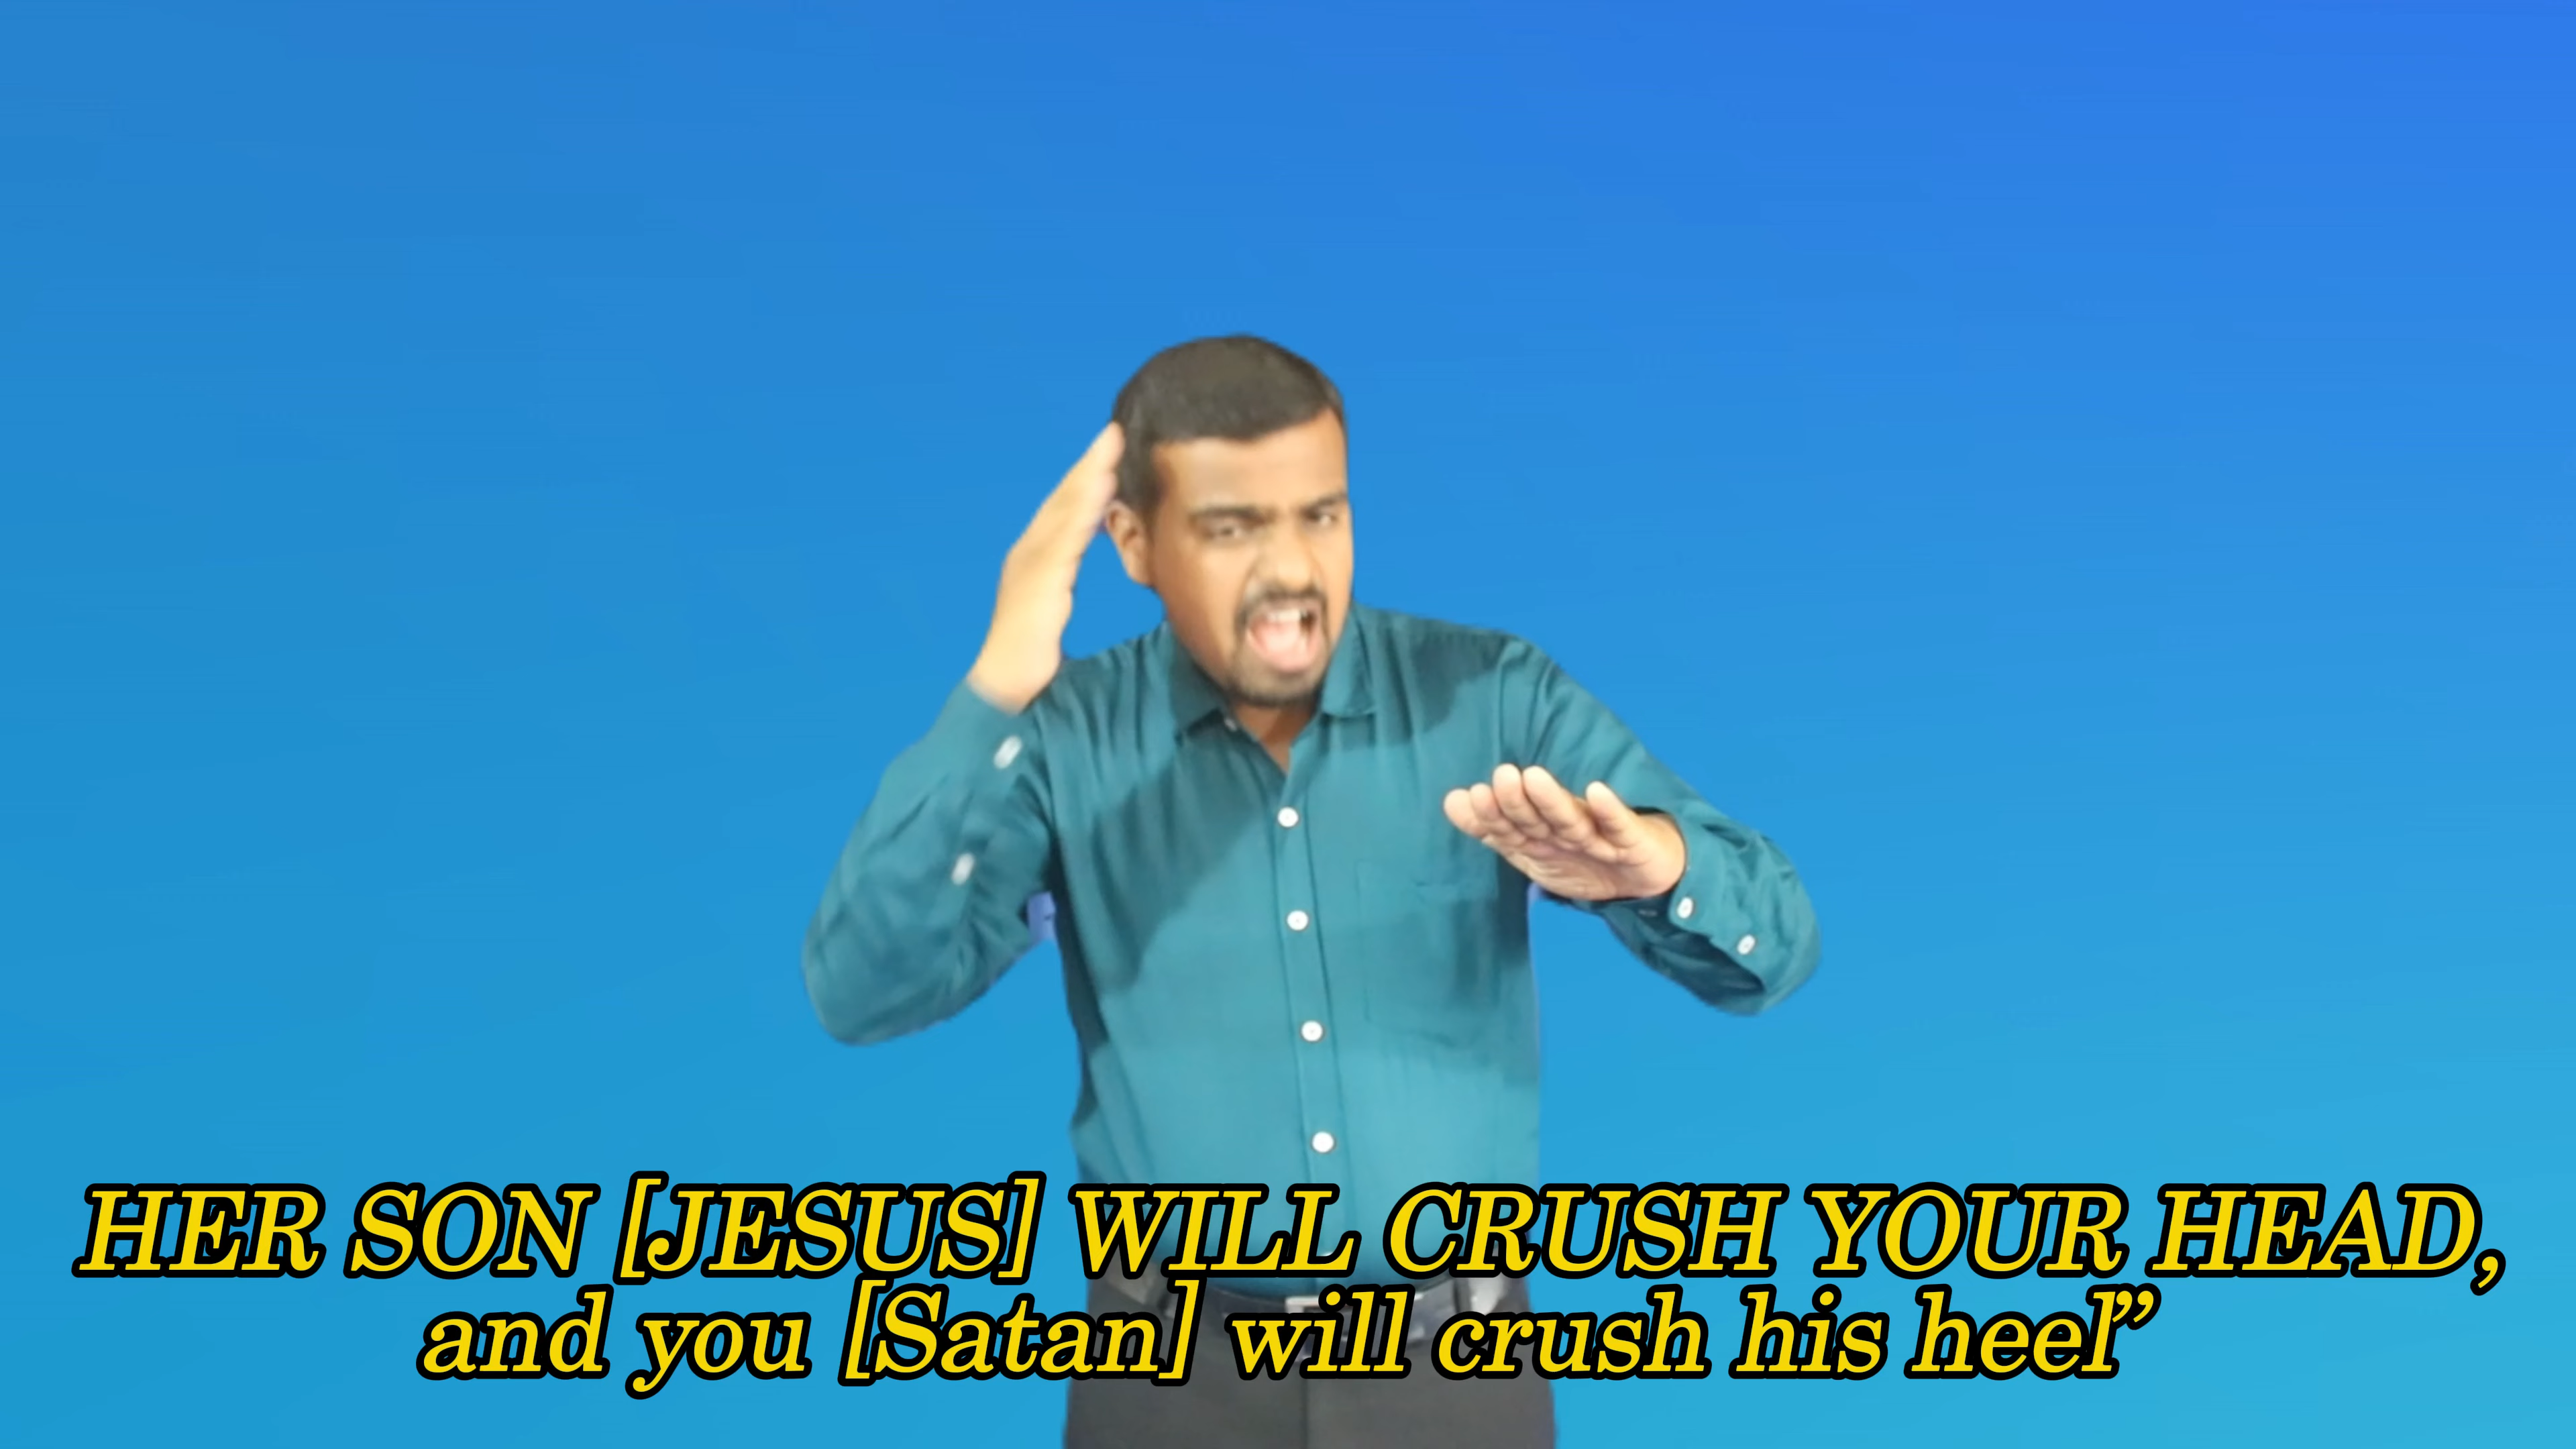 HER SON [JESUS] WILL CRUSH YOUR HEAD,
and you [Satan] will crush his heel”